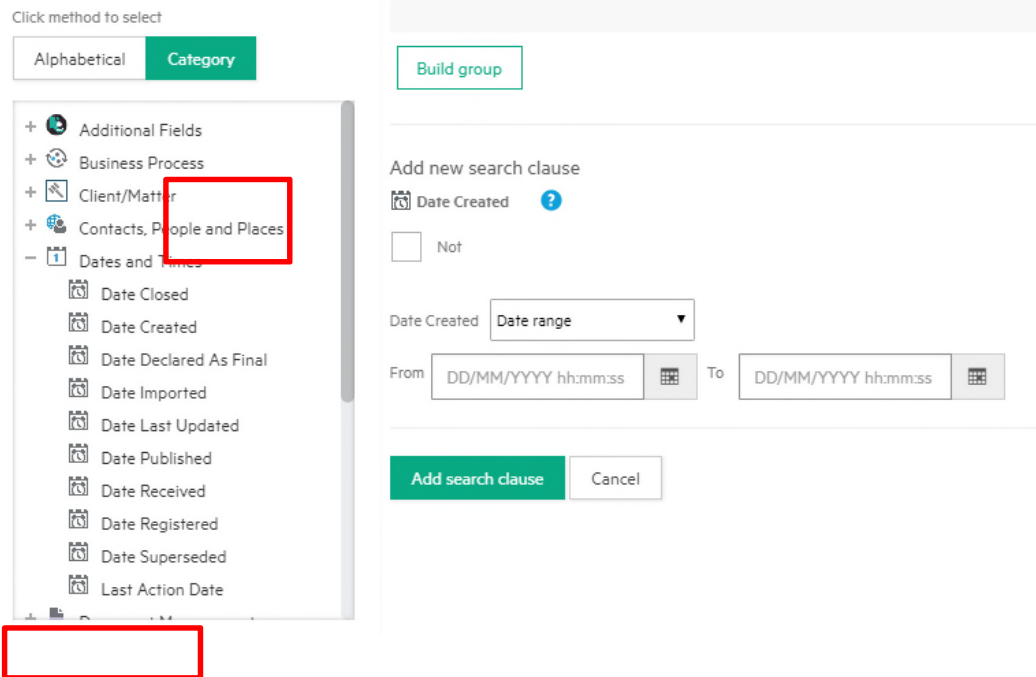 Click method to select
Alphabetical
Category
Additional Fields
Business Process
Client/Matter
Contacts, People and Places
Dates and Times
Date Closed
Date Created
Date Declared As Final
Date Imported
Date Last Updated
Date Published
Date Received
Date Registered
Date Superseded
Last Action Date
Build group
Add new search clause
Date Created ?
Not
Date Created Date range
From DD/MM/YYYY hh:mm:ss To DD/MM/YYYY hh:mm:ss
Add search clause Cancel